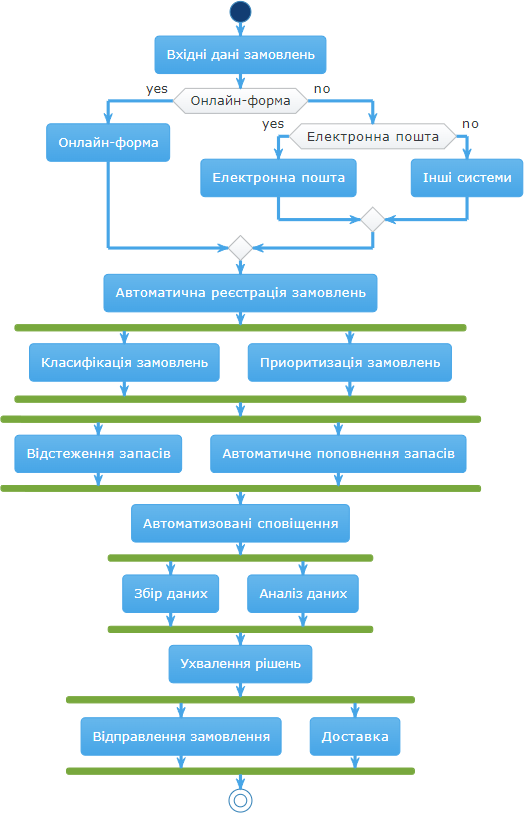 Вхідні дані замовлень
yes
Онлайн-форма
no
Онлайн-форма
yes
Електронна пошта
no
Електронна пошта
Інші системи
Автоматична реєстрація замовлень
Класифікація замовлень
Приоритизація замовлень
Відстеження запасів
Автоматичне поповнення запасів
Автоматизовані сповіщення
Збір даних
Аналіз даних
Ухвалення рішень
Відправлення замовлення
Доставка